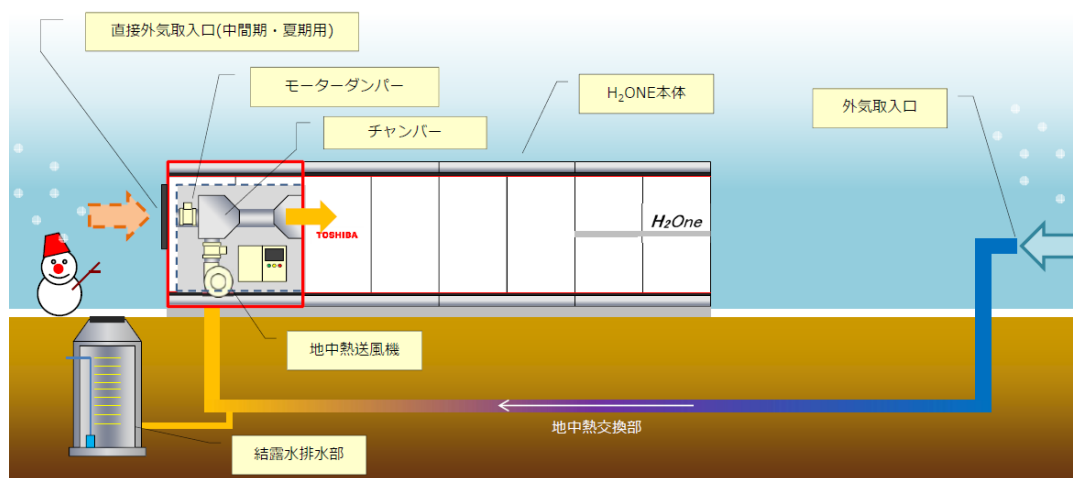 直接外気取入口(中間期・夏期用)
モーターダンパー
H₂ONE本体
外気取入口
チャンバー
TOSHIBA
H₂One
地中熱送風機
地中熱交換部
結露水排水部